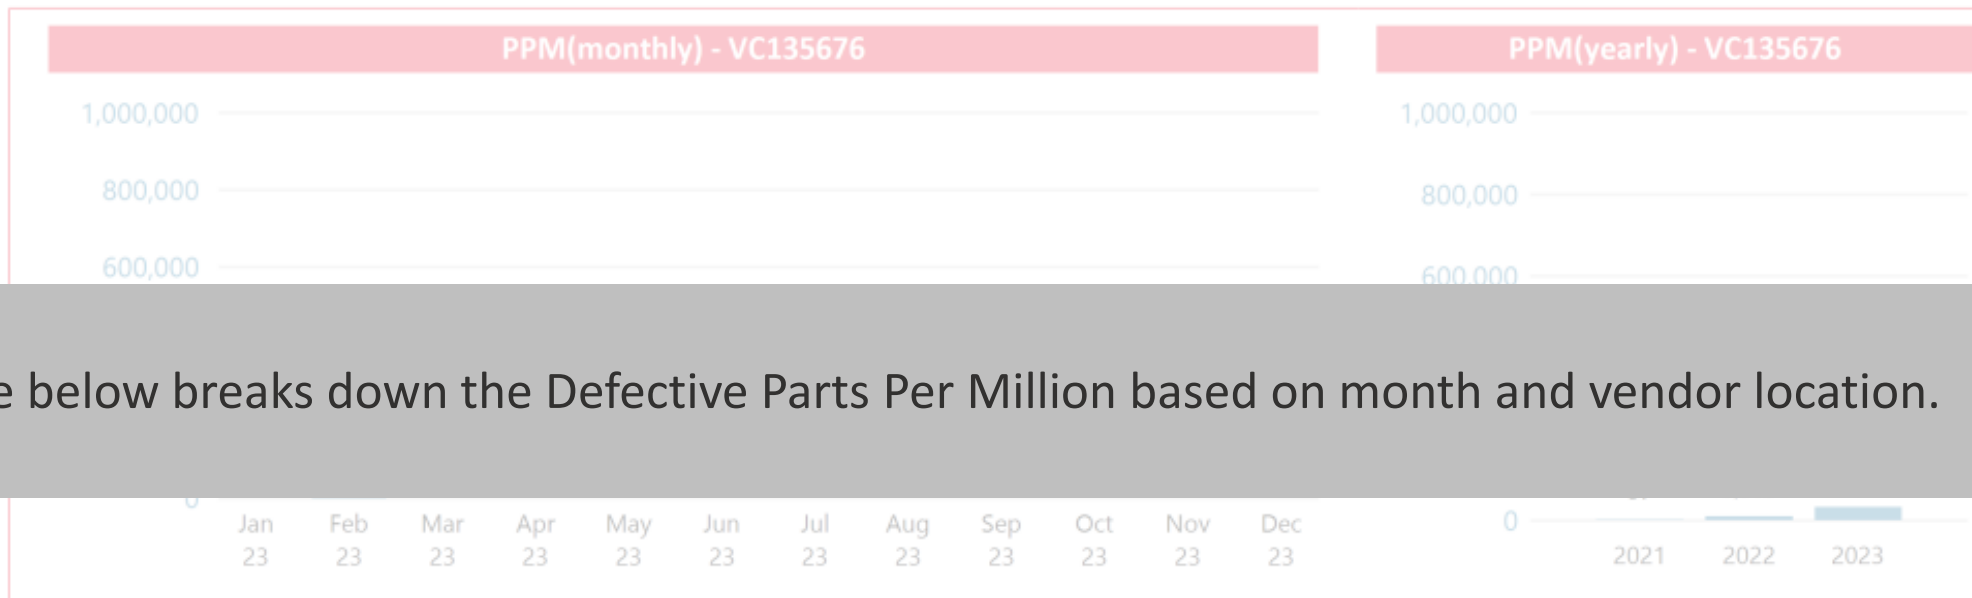 PPM(monthly) - VC135676
PPM(yearly) - VC135676
1,000,000
800,000
600,000
1,000,000
800,000
600,000
below breaks down the Defective Parts Per Million based on month and vendor location.
0
Jan Feb Mar Apr May Jun Jul Aug Sep Oct Nov Dec
23 23 23 23 23 23 23 23 23 23 23 23
0
2021 2022 2023